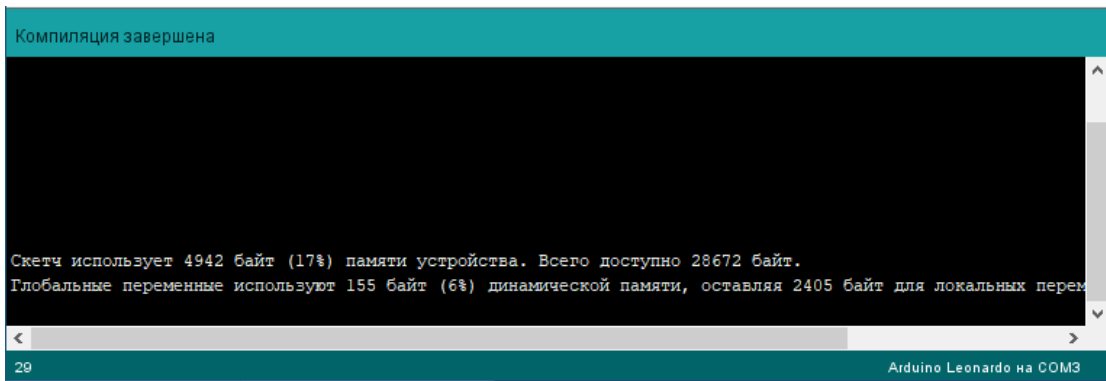 Компиляция завершена
Скетч использует 4942 байт (17%) памяти устройства. Всего доступно 28672 байт.
Глобальные переменные используют 155 байт (6%) динамической памяти, оставляя 2405 байт для локальных перем
29
Arduino Leonardo на COM3